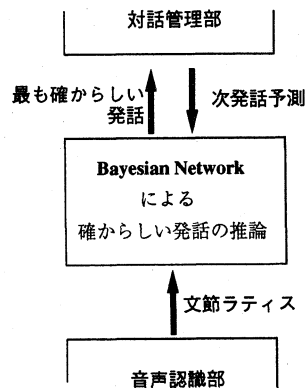 対話管理部
最も確からしい
発話
次発話予測
Bayesian Network
による
確からしい発話の推論
文節ラティス
音声認識部